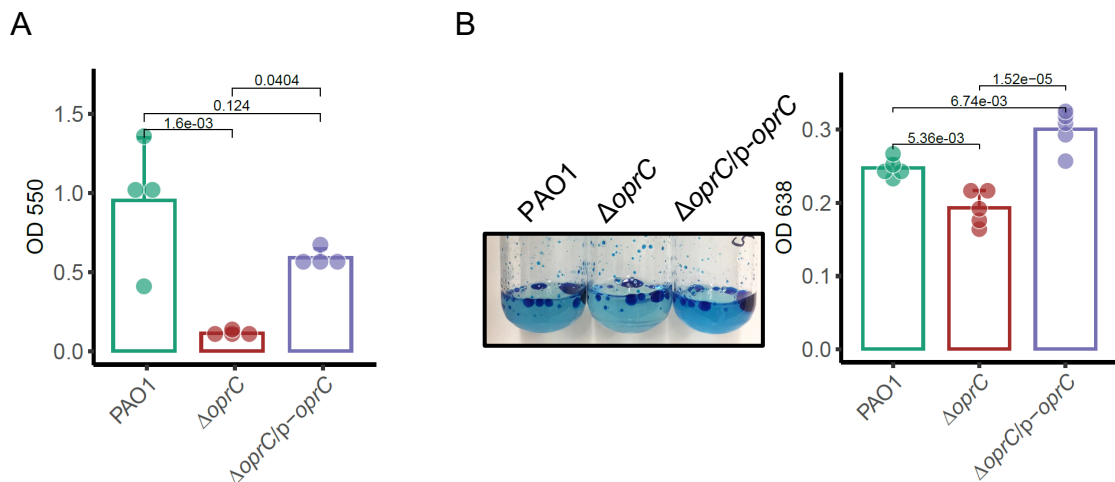 A
B
OD 550
1.5
1.0
0.5
0.0
0.0404
0.124
1.6e-03
PAO1
ΔoprC
ΔoprC/p-oprC
PAO1
ΔoprC
ΔoprC/p-oprC
OD 638
0.3
0.2
0.1
0.0
1.52e−05
6.74e−03
5.36e−03
PAO1
ΔoprC
ΔoprC/p-oprC